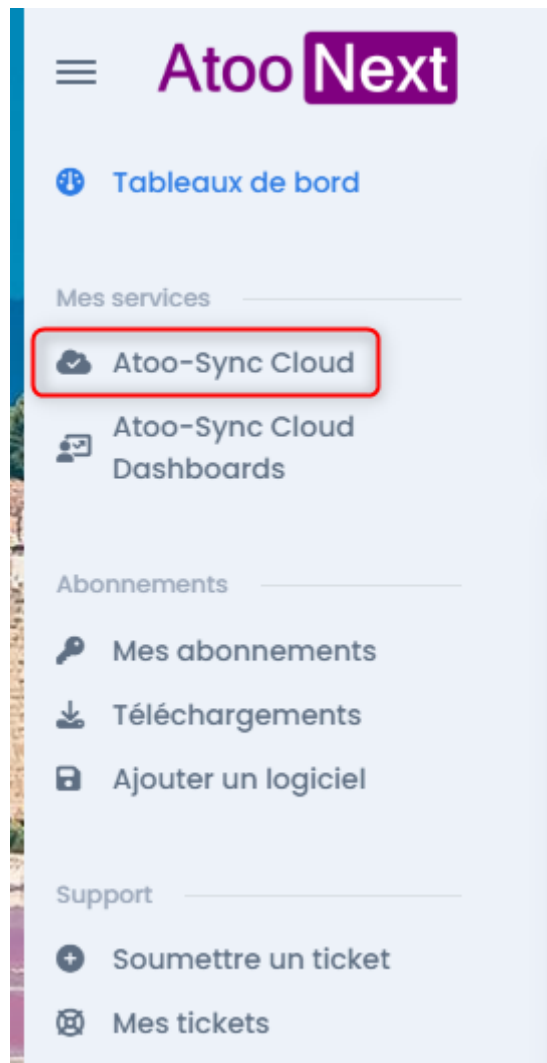 Atoo Next
Tableaux de bord
Mes services
Atoo-Sync Cloud
Atoo-Sync Cloud
Dashboards
Abonnements
Mes abonnements
Téléchargements
Ajouter un logiciel
Support
Soumettre un ticket
Mes tickets